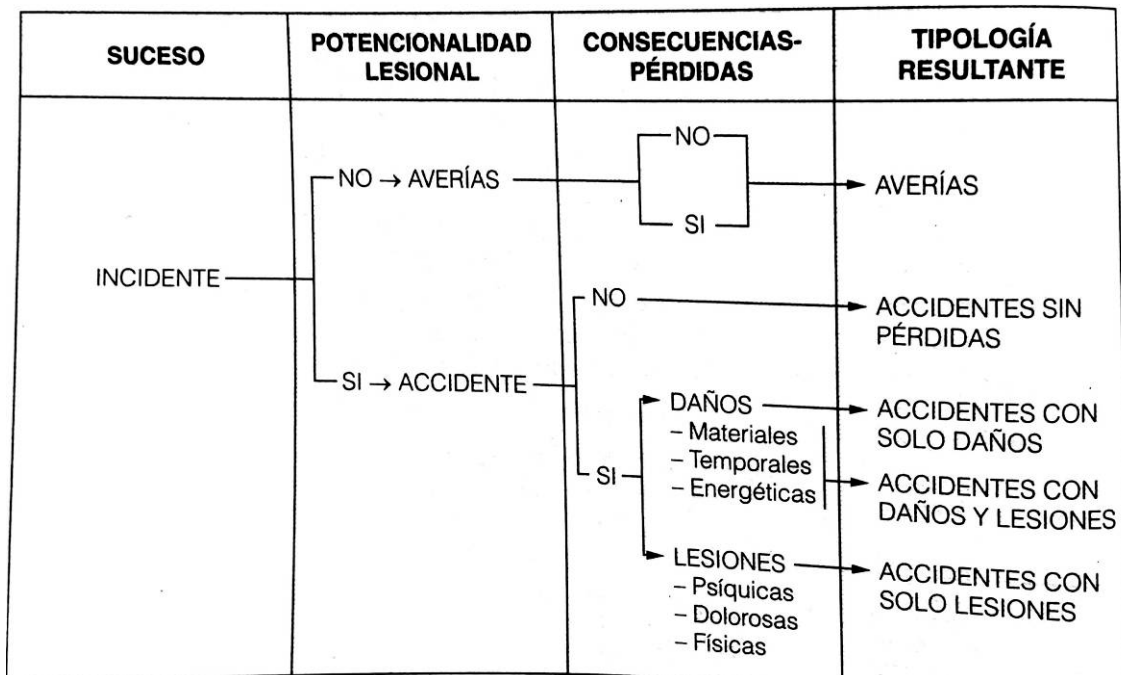 SUCESO
POTENCIONALIDAD
LESIONAL
CONSECUENCIAS-
PÉRDIDAS
TIPOLOGÍA
RESULTANTE
INCIDENTE
NO → AVERÍAS
NO
SI
AVERÍAS
SI → ACCIDENTE
NO
ACCIDENTES SIN
PÉRDIDAS
SI
DAÑOS
– Materiales
– Temporales
– Energéticas
ACCIDENTES CON
SOLO DAÑOS
ACCIDENTES CON
DAÑOS Y LESIONES
LESIONES
– Psíquicas
– Dolorosas
– Físicas
ACCIDENTES CON
SOLO LESIONES